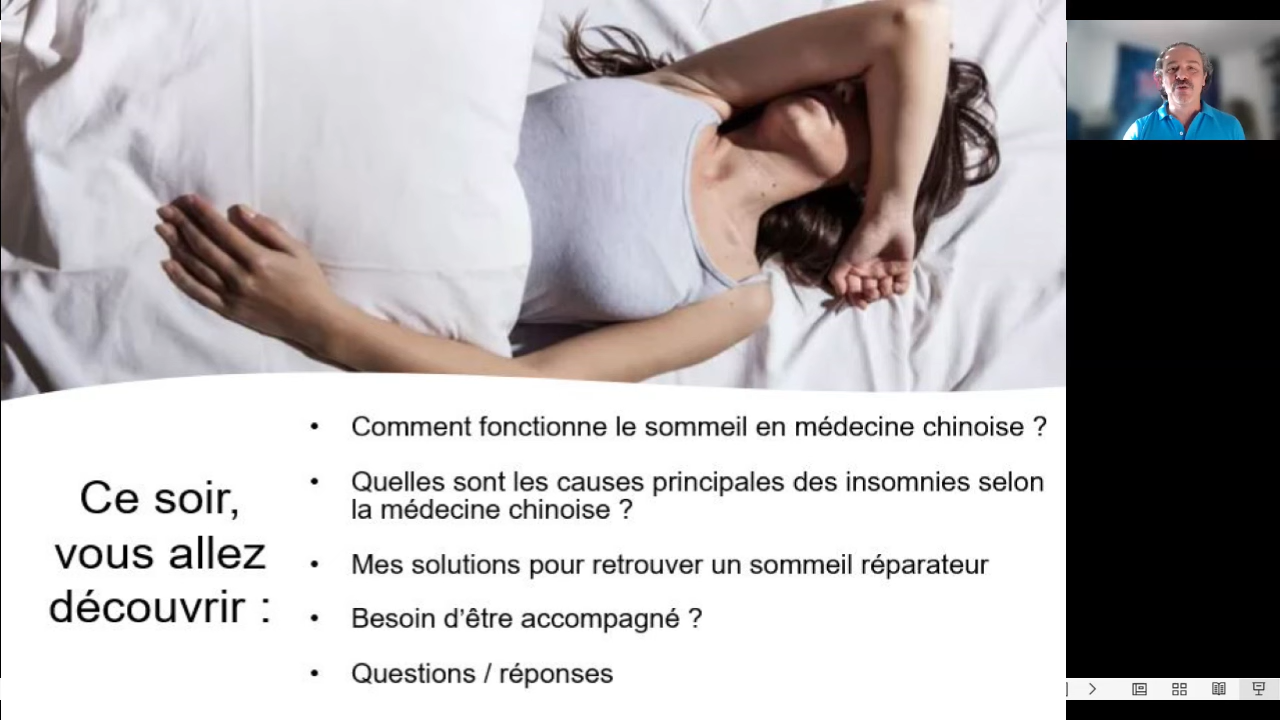 Ce soir,
vous allez
découvrir :
• Comment fonctionne le sommeil en médecine chinoise ?
• Quelles sont les causes principales des insomnies selon
la médecine chinoise ?
• Mes solutions pour retrouver un sommeil réparateur
• Besoin d’être accompagné ?
• Questions / réponses